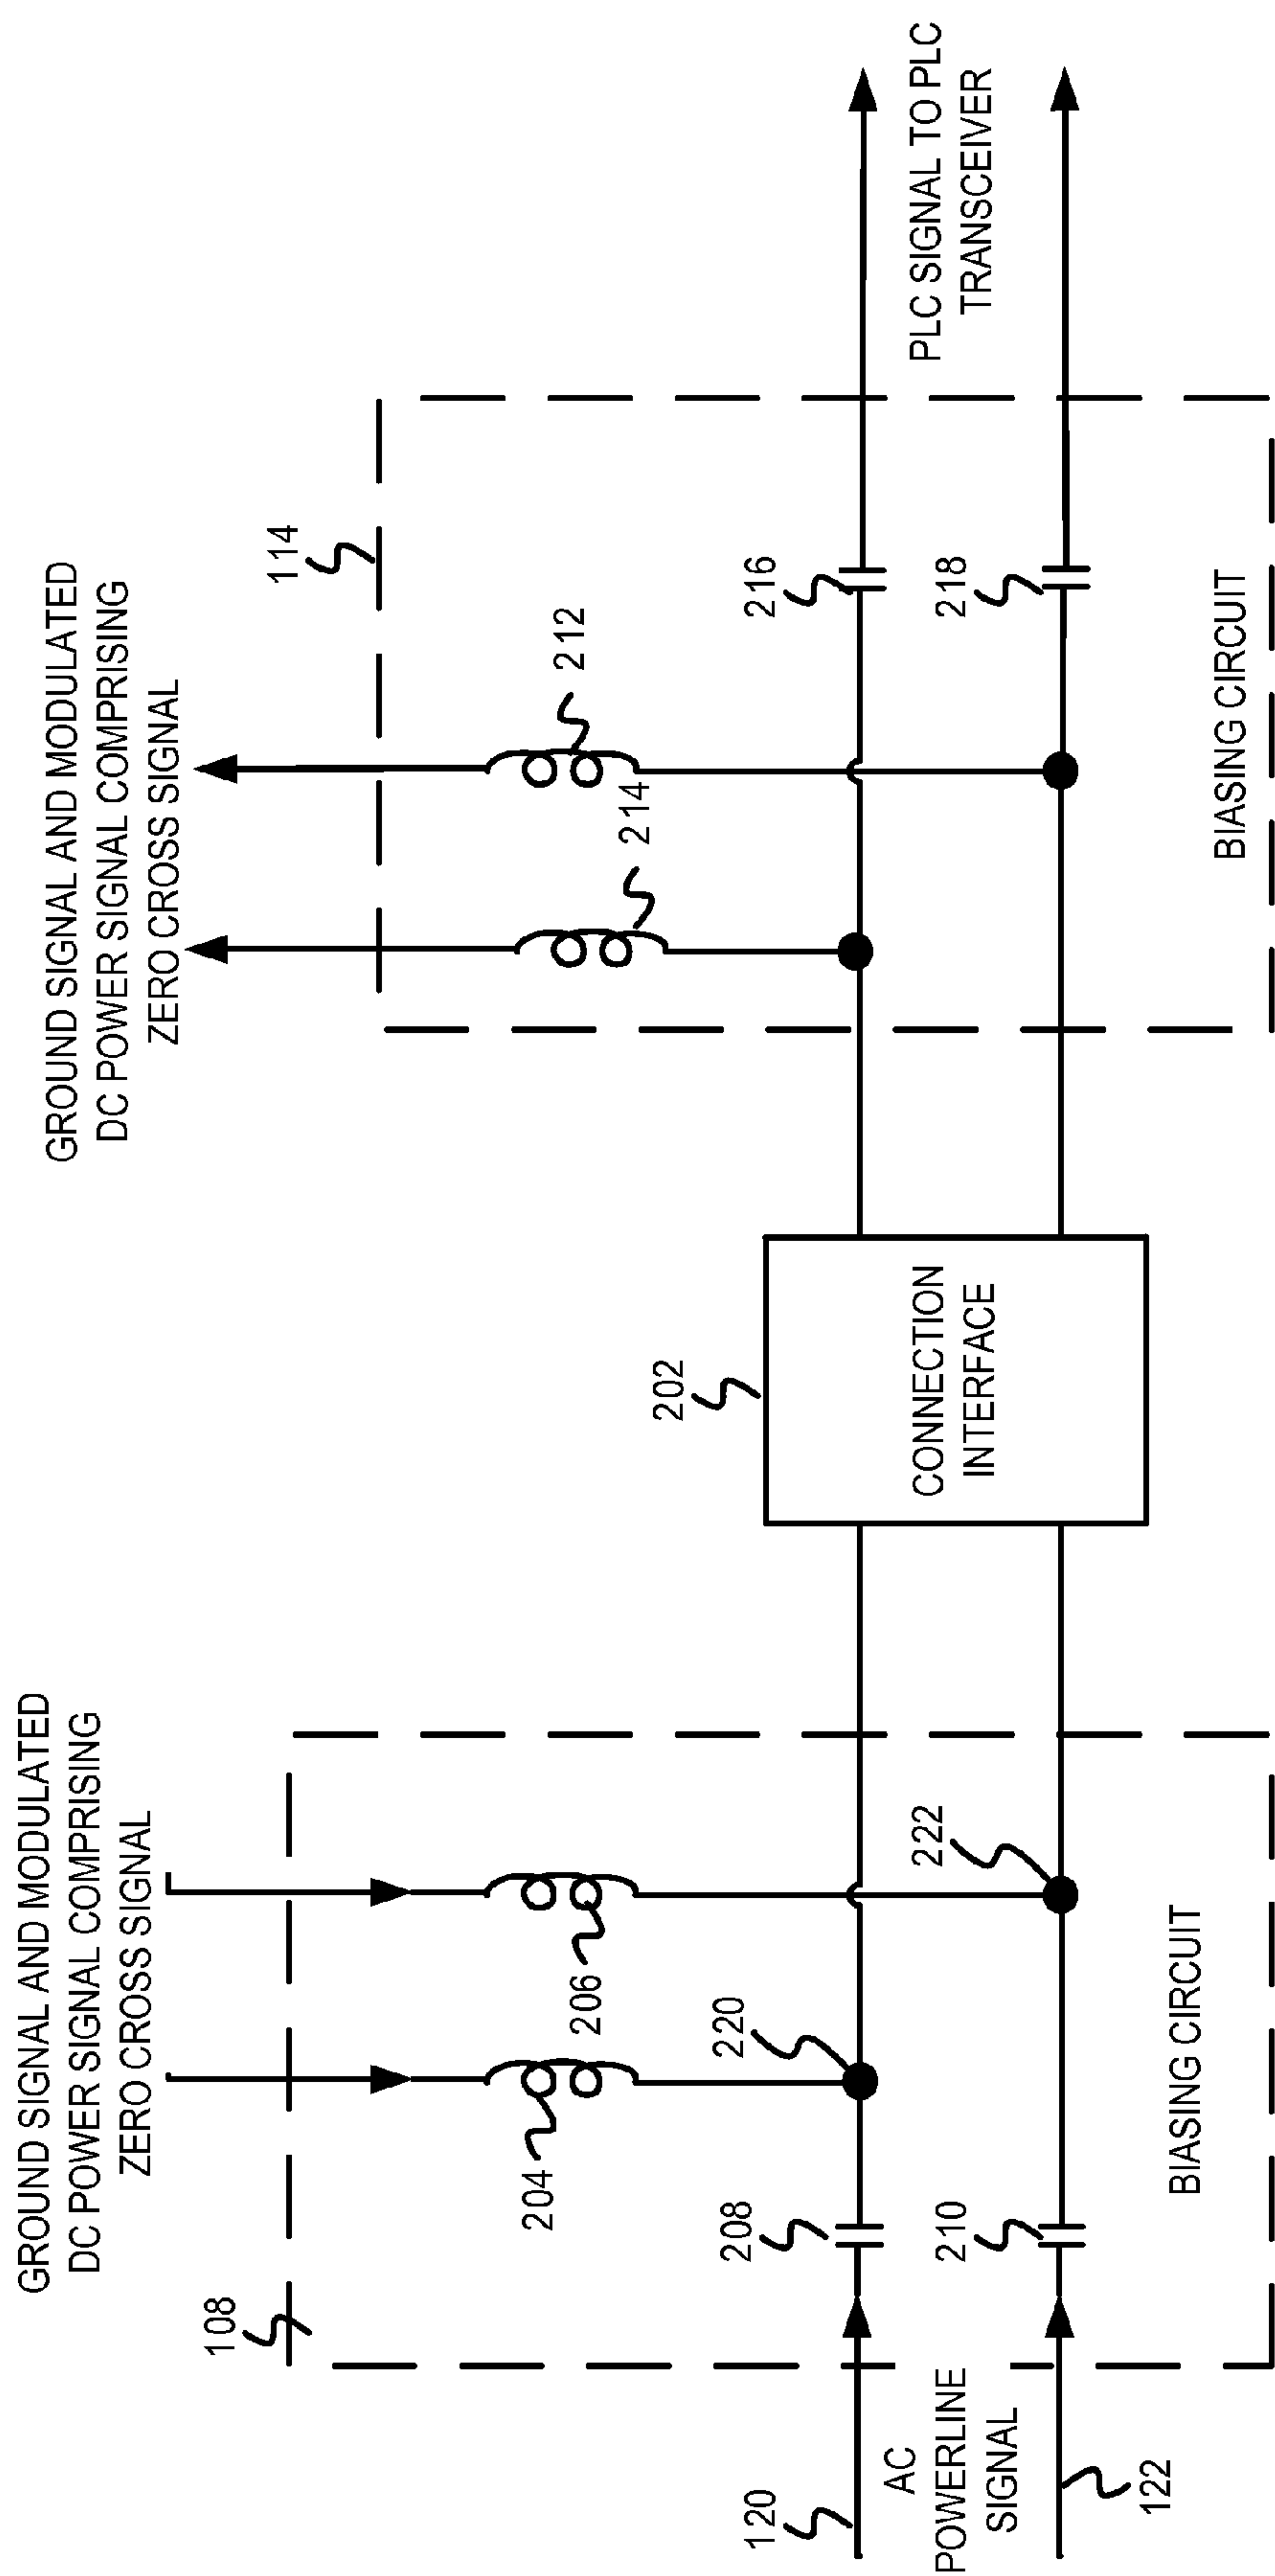 GROUND SIGNAL AND MODULATED
DC POWER SIGNAL COMPRISING
ZERO CROSS SIGNAL
108
204
206
208
210
220
222
120
AC
POWERLINE
SIGNAL
122
BIASING CIRCUIT
202
CONNECTION
INTERFACE
GROUND SIGNAL AND MODULATED
DC POWER SIGNAL COMPRISING
ZERO CROSS SIGNAL
114
212
214
216
218
BIASING CIRCUIT
PLC SIGNAL TO PLC
TRANSCEIVER